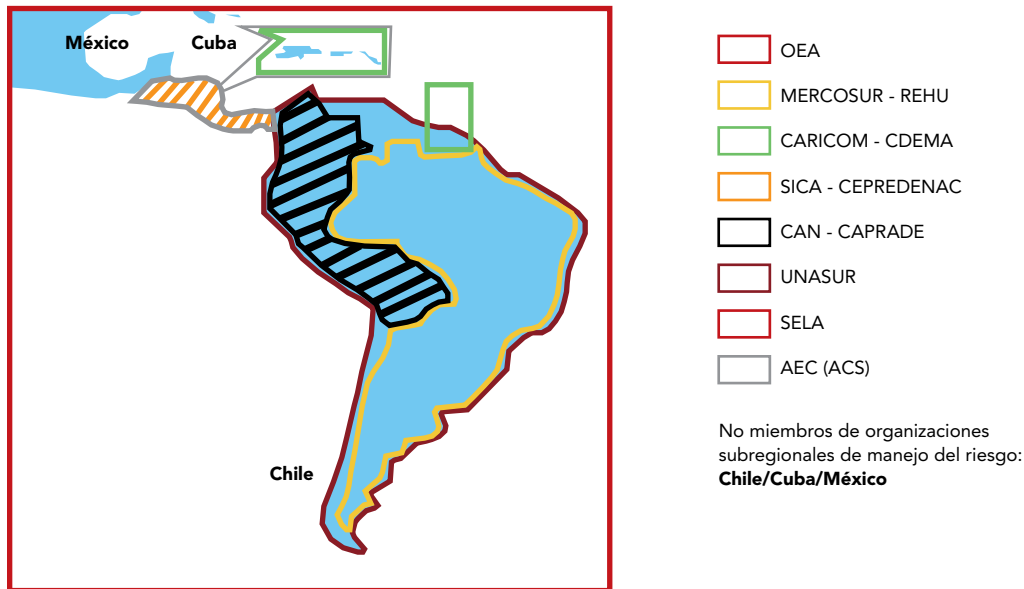 México
Cuba
Chile
OEA
MERCOSUR - REHU
CARICOM - CDEMA
SICA - CEPREDENAC
CAN - CAPRADE
UNASUR
SELA
AEC (ACS)
No miembros de organizaciones
subregionales de manejo del riesgo:
Chile/Cuba/México